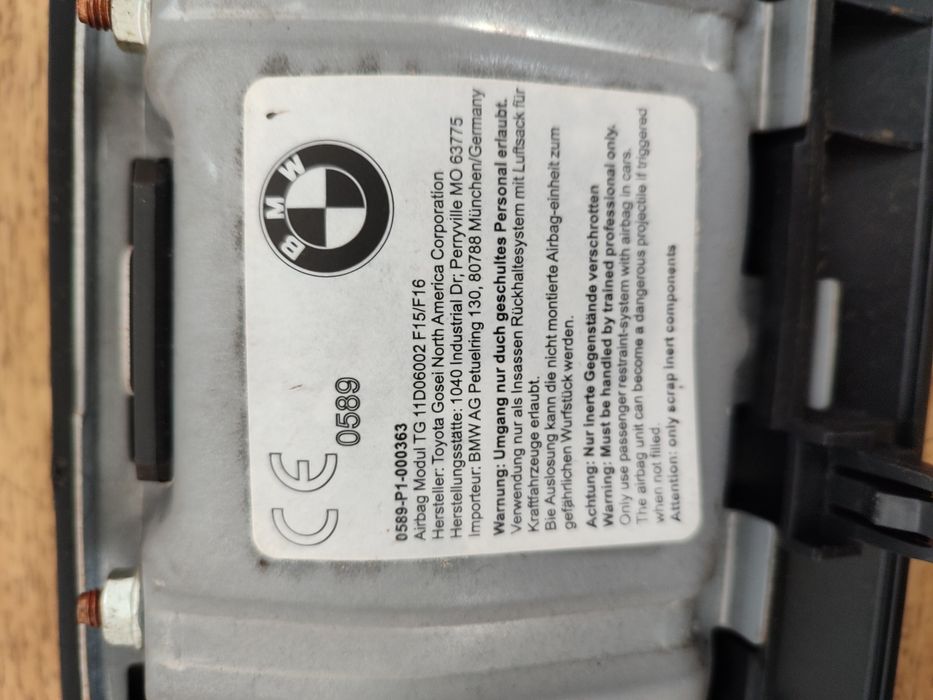 BMW
CE 0589
0589-P1-000363
Airbag Modul TG 11D06002 F15/F16
Hersteller: Toyota Gosei North America Corporation
Herstellungsstätte: 1040 Industrial Dr; Perryville MO 63775
Importeur: BMW AG Petuelring 130, 80788 München/Germany
Warnung: Umgang nur duch geschultes Personal erlaubt.
Verwendung nur als Insassen Rückhaltesystem mit Luftsack für
Kraftfahrzeuge erlaubt.
Bie Auslosung kann die nicht montierte Airbag-einheit zum
gefährlichen Wurfstück werden.
Achtung: Nur inerte Gegenstände verschrotten
Warning: Must be handled by trained professional only.
Only use passenger restraint-system with airbag in cars.
The airbag unit can become a dangerous projectile if triggered
when not filled.
Attention: only scrap inert components